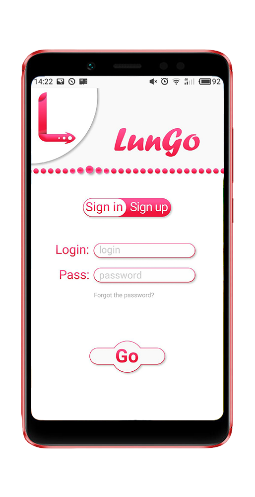 14:22 92
L
LunGo
Sign in Sign up
Login: login
Pass: password
Forgot the password?
Go